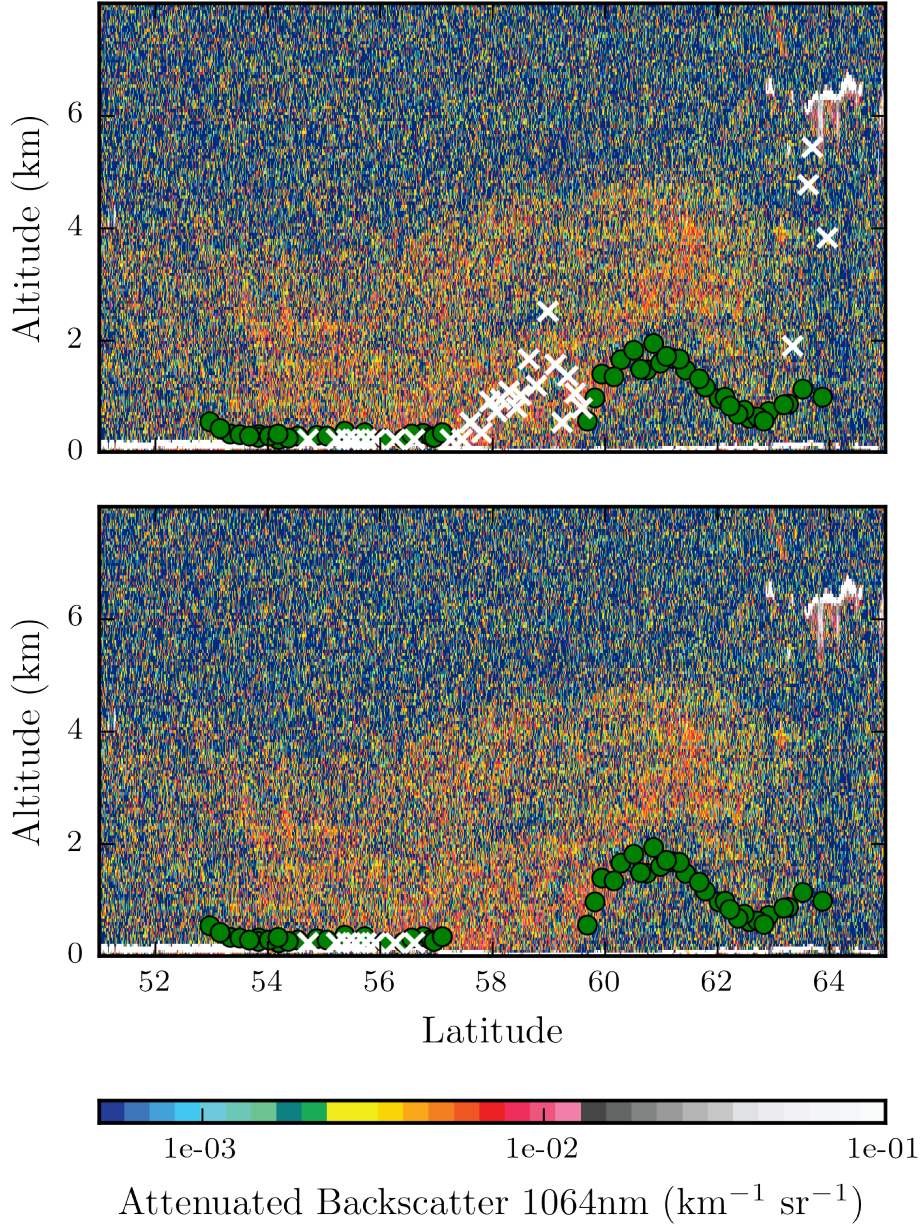 6
4
2
0
Altitude (km)
6
4
2
0
Altitude (km)
52 54 56 58 60 62 64
Latitude
1e-03 1e-02 1e-01
Attenuated Backscatter 1064nm (km⁻¹ sr⁻¹)